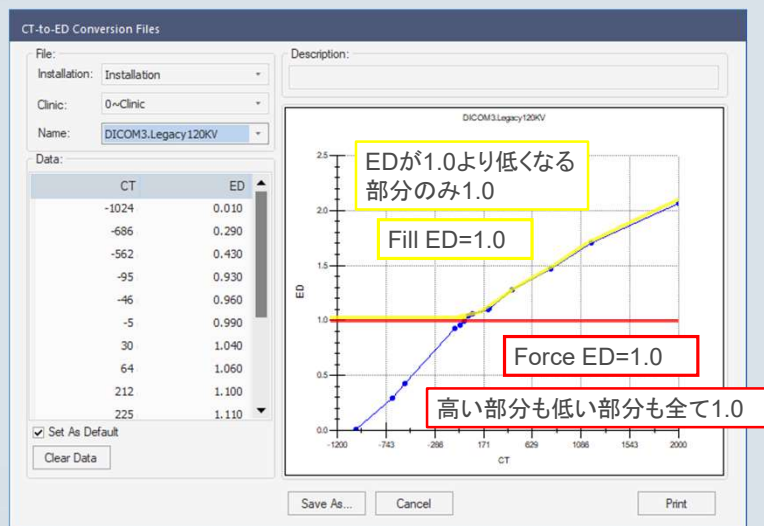 CT-to-ED Conversion Files
File:
Installation: Installation
Clinic: 0~Clinic
Name: DICOM3.Legacy120KV
Description:
Data:
CT ED
-1024 0.010
-686 0.290
-562 0.430
-95 0.930
-46 0.960
-5 0.990
30 1.040
64 1.060
212 1.100
225 1.110
Set As Default
Clear Data
DICOM3.Legacy120KV
EDが1.0より低くなる
部分のみ1.0
Fill ED=1.0
Force ED=1.0
高い部分も低い部分も全て1.0
ED
2.5
2.0
1.5
1.0
0.5
0.0
-1200 -743 -286 171 629 1086 1543 2000
CT
Save As... Cancel Print